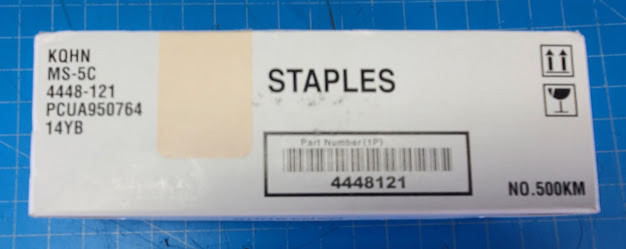 KQHN
MS-5C
4448-121
PCUA950764
14YB
STAPLES
Part Number(1P)
4448121
NO.500KM